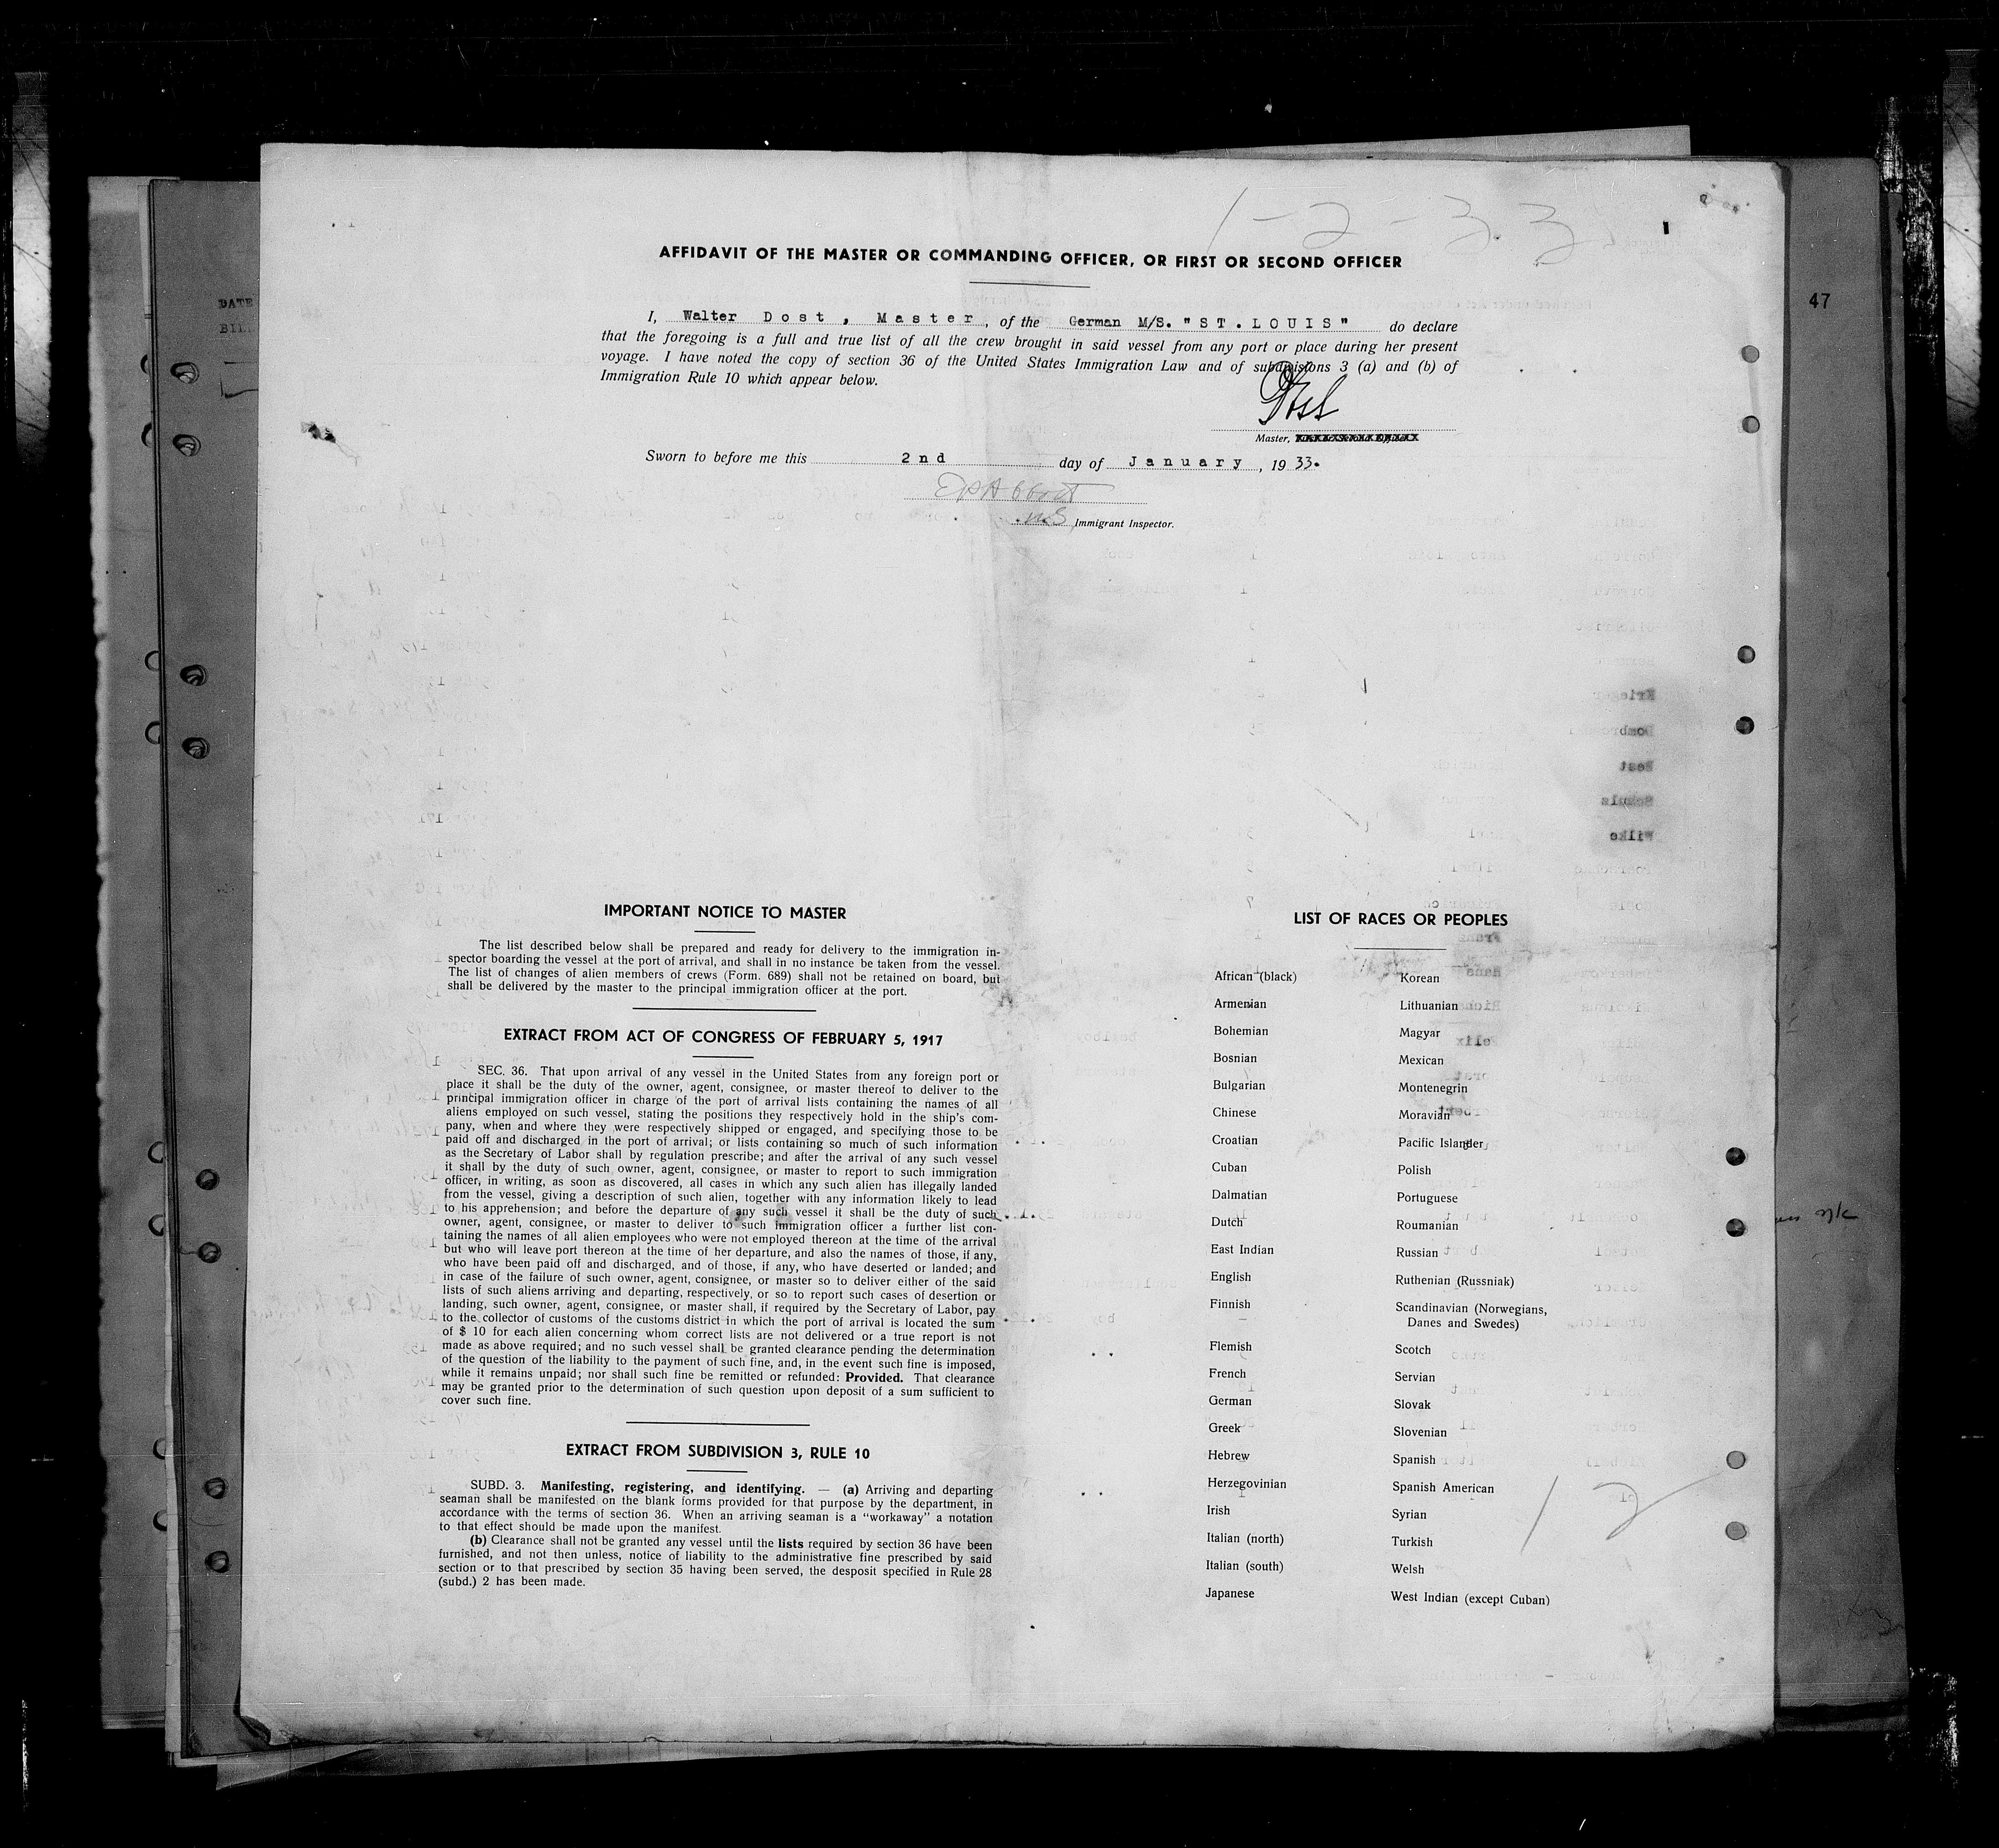 1-2-33
47
DATE
BILL
AFFIDAVIT OF THE MASTER OR COMMANDING OFFICER, OR FIRST OR SECOND OFFICER
I, Walter Dost, Master, of the German M/S. "ST. LOUIS" do declare
that the foregoing is a full and true list of all the crew brought in said vessel from any port or place during her present
voyage. I have noted the copy of section 36 of the United States Immigration Law and of subdivisions 3 (a) and (b) of
Immigration Rule 10 which appear below.
Dost
Master,
Sworn to before me this 2nd day of January, 1933.
Immigrant Inspector.
IMPORTANT NOTICE TO MASTER
The list described below shall be prepared and ready for delivery to the immigration in-
spector boarding the vessel at the port of arrival, and shall in no instance be taken from the vessel.
The list of changes of alien members of crews (Form. 689) shall not be retained on board, but
shall be delivered by the master to the principal immigration officer at the port.
EXTRACT FROM ACT OF CONGRESS OF FEBRUARY 5, 1917
SEC. 36. That upon arrival of any vessel in the United States from any foreign port or
place it shall be the duty of the owner, agent, consignee, or master thereof to deliver to the
principal immigration officer in charge of the port of arrival lists containing the names of all
aliens employed on such vessel, stating the positions they respectively hold in the ship's com-
pany, when and where they were respectively shipped or engaged, and specifying those to be
paid off and discharged in the port of arrival; or lists containing so much of such information
as the Secretary of Labor shall by regulation prescribe; and after the arrival of any such vessel
it shall by the duty of such owner, agent, consignee, or master to report to such immigration
officer, in writing, as soon as discovered, all cases in which any such alien has illegally landed
from the vessel, giving a description of such alien, together with any information likely to lead
to his apprehension; and before the departure of any such vessel it shall be the duty of such
owner, agent, consignee, or master to deliver to such immigration officer a further list con-
taining the names of all alien employees who were not employed thereon at the time of the arrival
but who will leave port thereon at the time of her departure, and also the names of those, if any,
who have been paid off and discharged, and of those, if any, who have deserted or landed; and
in case of the failure of such owner, agent, consignee, or master so to deliver either of the said
lists of such aliens arriving and departing, respectively, or so to report such cases of desertion or
landing, such owner, agent, consignee, or master shall, if required by the Secretary of Labor, pay
to the collector of customs of the customs district in which the port of arrival is located the sum
of $ 10 for each alien concerning whom correct lists are not delivered or a true report is not
made as above required; and no such vessel shall be granted clearance pending the determination
of the question of the liability to the payment of such fine, and, in the event such fine is imposed,
while it remains unpaid; nor shall such fine be remitted or refunded: Provided. That clearance
may be granted prior to the determination of such question upon deposit of a sum sufficient to
cover such fine.
EXTRACT FROM SUBDIVISION 3, RULE 10
SUBD. 3. Manifesting, registering, and identifying. — (a) Arriving and departing
seaman shall be manifested on the blank forms provided for that purpose by the department, in
accordance with the terms of section 36. When an arriving seaman is a "workaway" a notation
to that effect should be made upon the manifest.
(b) Clearance shall not be granted any vessel until the lists required by section 36 have been
furnished, and not then unless, notice of liability to the administrative fine prescribed by said
section or to that prescribed by section 35 having been served, the desposit specified in Rule 28
(subd.) 2 has been made.
LIST OF RACES OR PEOPLES
African (black)
Armenian
Bohemian
Bosnian
Bulgarian
Chinese
Croatian
Cuban
Dalmatian
Dutch
East Indian
English
Finnish
Flemish
French
German
Greek
Hebrew
Herzegovinian
Irish
Italian (north)
Italian (south)
Japanese
Korean
Lithuanian
Magyar
Mexican
Montenegrin
Moravian
Pacific Islander
Polish
Portuguese
Roumanian
Russian
Ruthenian (Russniak)
Scandinavian (Norwegians,
Danes and Swedes)
Scotch
Servian
Slovak
Slovenian
Spanish
Spanish American
Syrian
Turkish
Welsh
West Indian (except Cuban)
12